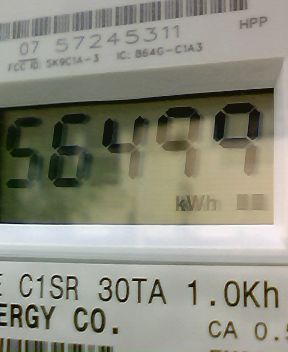 HPP
07 57245311
FCC ID: SK9C1A-3 IC: 864G-C1A3
56499
kWh
E C1SR 30TA 1.0Kh
ERGY CO.
CA 0.5